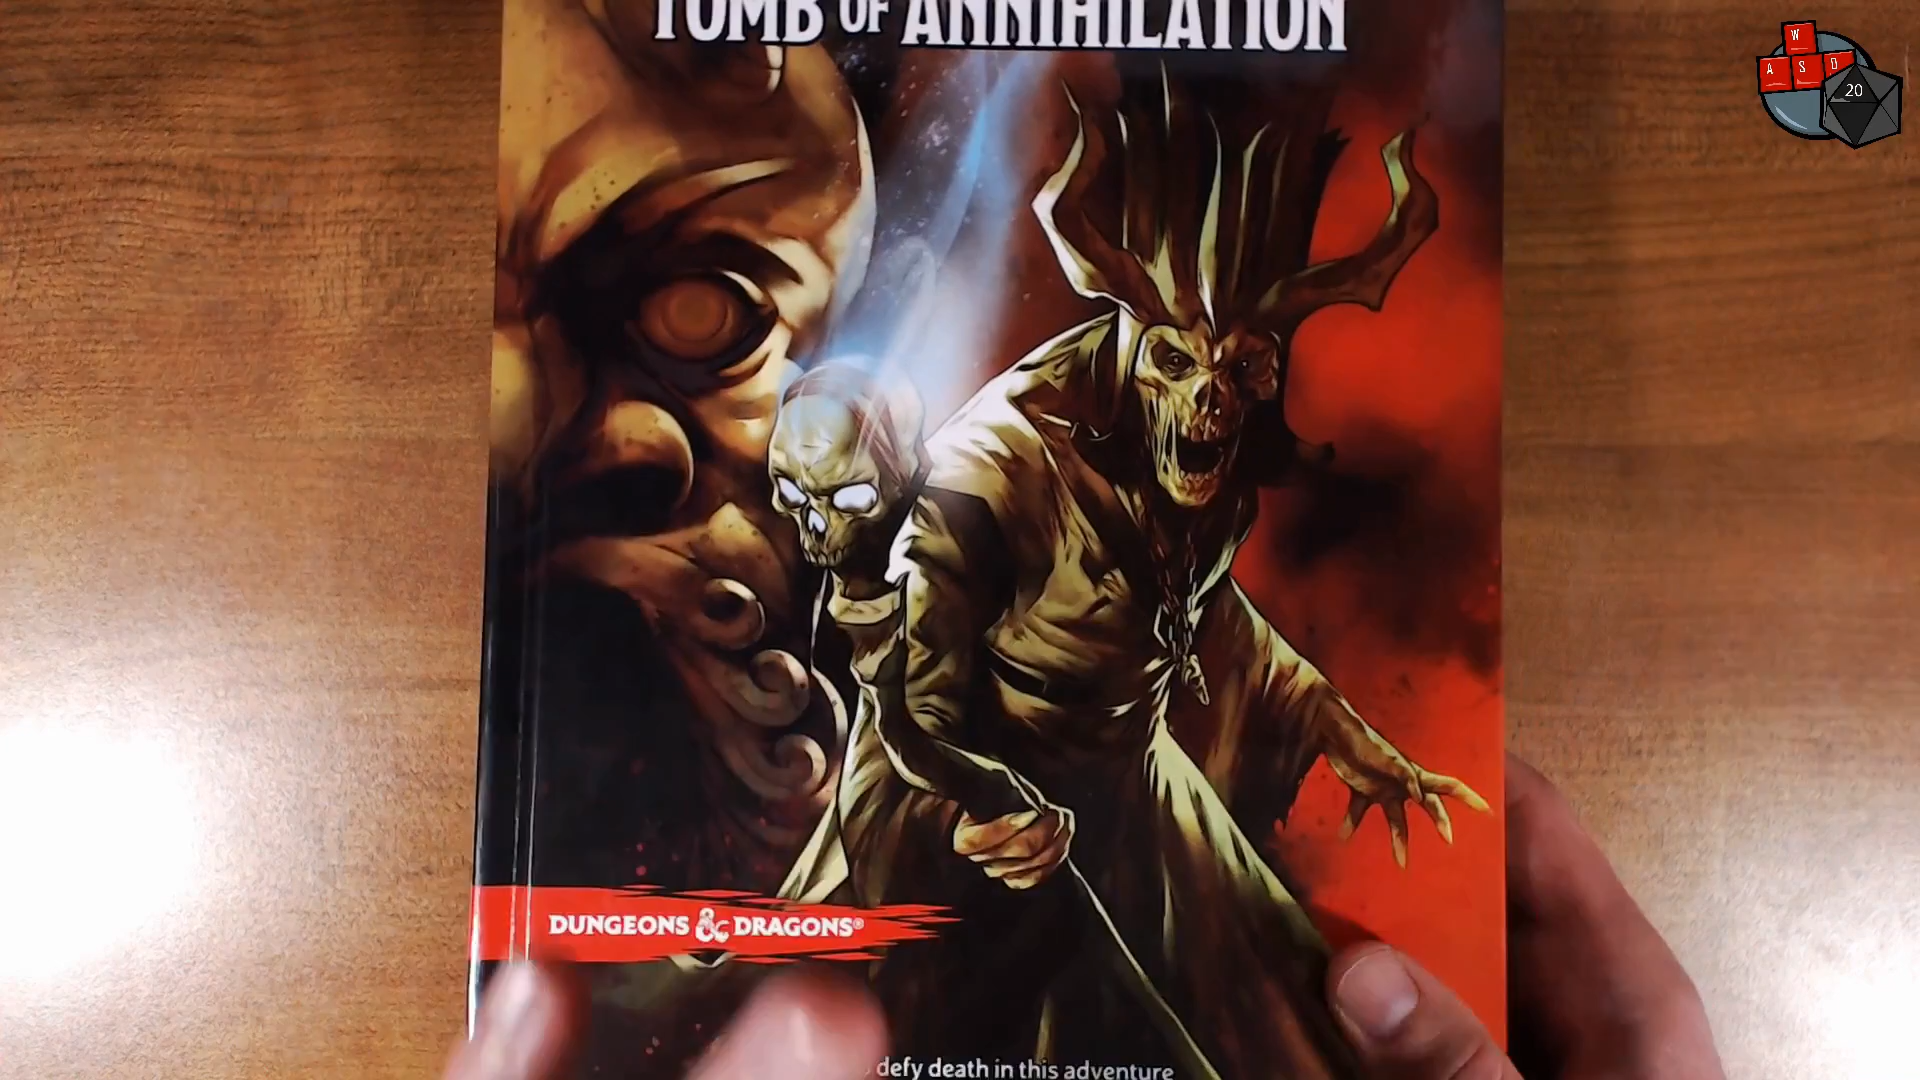 TOMB OF ANNIHILATION
W
A S D
20
DUNGEONS & DRAGONS®
defy death in this adventure